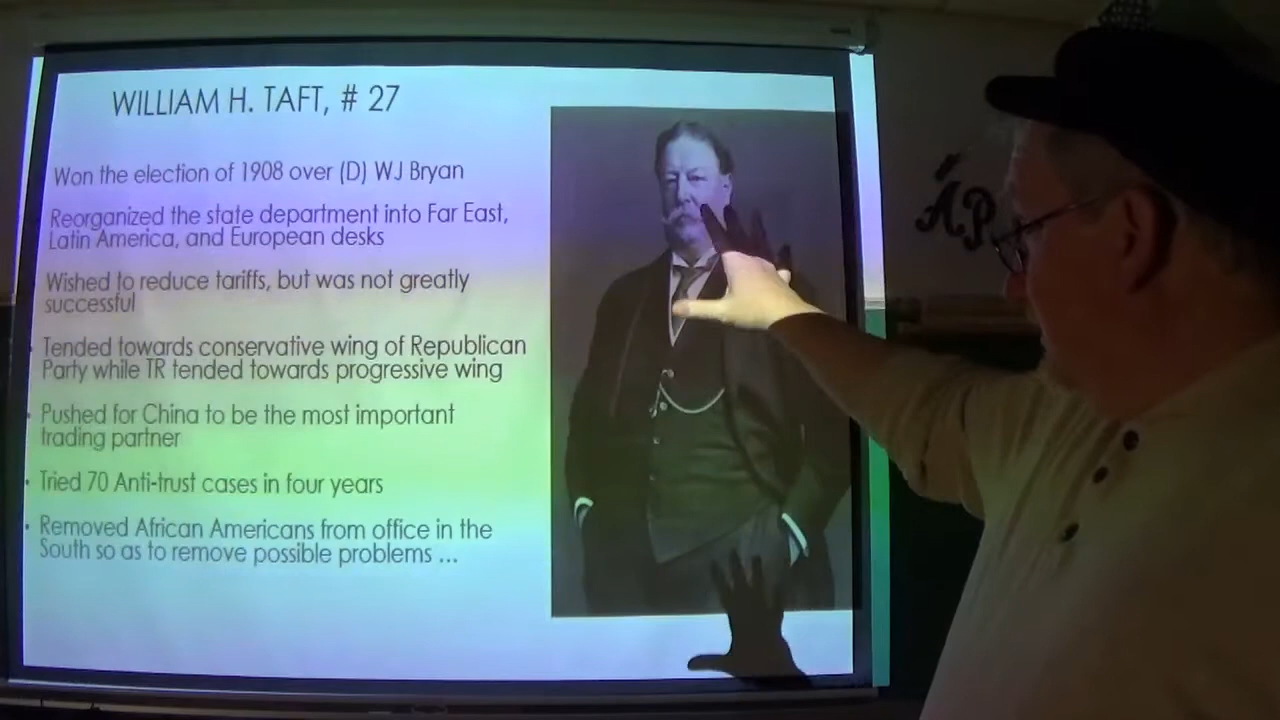 WILLIAM H. TAFT, # 27
Won the election of 1908 over (D) WJ Bryan
Reorganized the state department into Far East,
Latin America, and European desks
Wished to reduce tariffs, but was not greatly
successful
Tended towards conservative wing of Republican
Party while TR tended towards progressive wing
Pushed for China to be the most important
trading partner
• Tried 70 Anti-trust cases in four years
• Removed African Americans from office in the
South so as to remove possible problems ...
ÁP